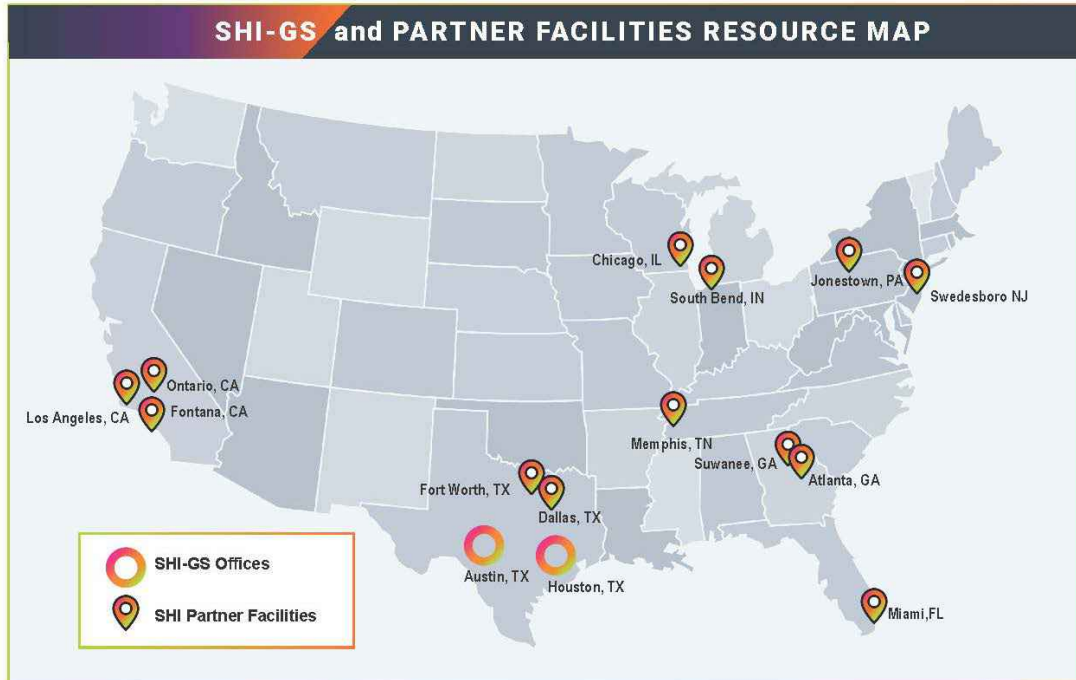 SHI-GS and PARTNER FACILITIES RESOURCE MAP
Chicago, IL
South Bend, IN
Jonestown, PA
Swedesboro NJ
Ontario, CA
Los Angeles, CA
Fontana, CA
Memphis, TN
Suwanee, GA
Atlanta, GA
Fort Worth, TX
Dallas, TX
Austin, TX
Houston, TX
Miami,FL
SHI-GS Offices
SHI Partner Facilities